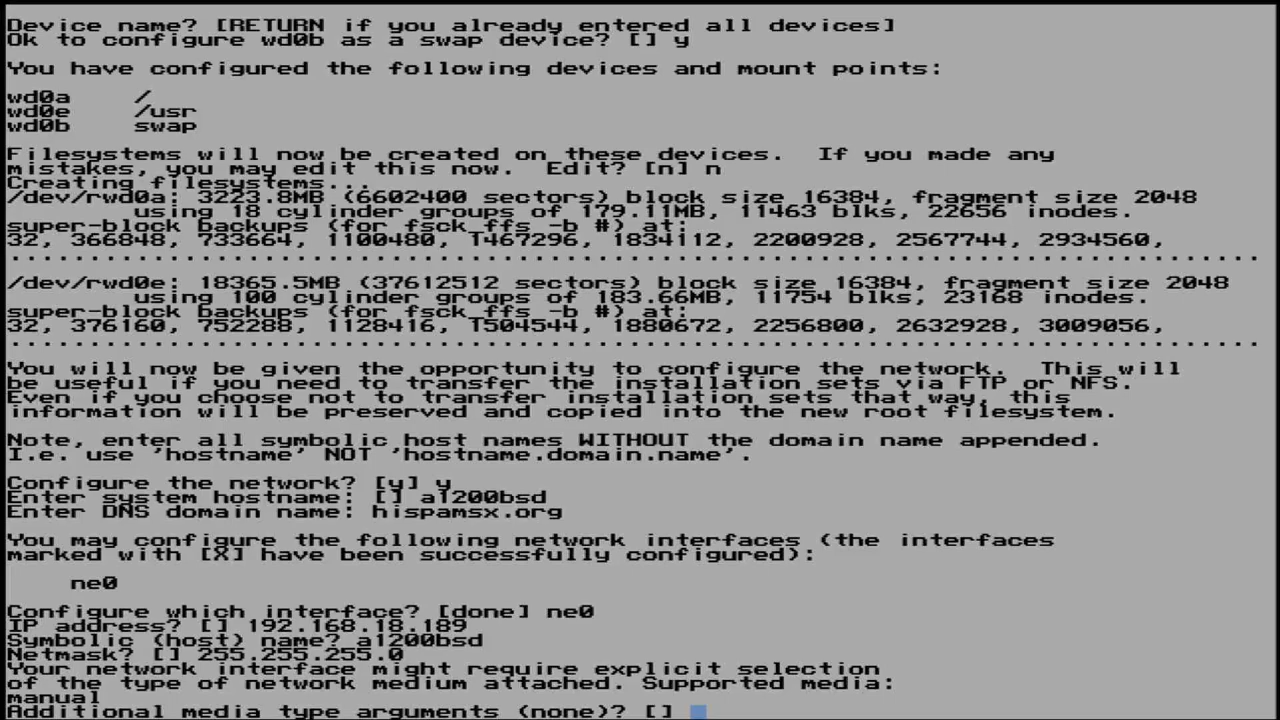 Device name? [RETURN if you already entered all devices]
Ok to configure wd0b as a swap device? [] y
You have configured the following devices and mount points:
wd0a    /
wd0e    /usr
wd0b    swap
Filesystems will now be created on these devices.  If you made any
mistakes, you may edit this now.  Edit? [n] n
Creating filesystems...
/dev/rwd0a: 3223.8MB (6602400 sectors) block size 16384, fragment size 2048
        using 18 cylinder groups of 179.11MB, 11463 blks, 22656 inodes.
super-block backups (for fsck_ffs -b #) at:
32, 366848, 733664, 1100480, 1467296, 1834112, 2200928, 2567744, 2934560,
...............................................................................
/dev/rwd0e: 18365.5MB (37612512 sectors) block size 16384, fragment size 2048
        using 100 cylinder groups of 183.66MB, 11754 blks, 23168 inodes.
super-block backups (for fsck_ffs -b #) at:
32, 376160, 752288, 1128416, 1504544, 1880672, 2256800, 2632928, 3009056,
...............................................................................
You will now be given the opportunity to configure the network.  This will
be useful if you need to transfer the installation sets via FTP or NFS.
Even if you choose not to transfer installation sets that way, this
information will be preserved and copied into the new root filesystem.
Note, enter all symbolic host names WITHOUT the domain name appended.
I.e. use 'hostname' NOT 'hostname.domain.name'.
Configure the network? [y] y
Enter system hostname: [] a1200bsd
Enter DNS domain name: hispamsx.org
You may configure the following network interfaces (the interfaces
marked with [X] have been successfully configured):
    ne0
Configure which interface? [done] ne0
IP address? [] 192.168.18.189
Symbolic (host) name? a1200bsd
Netmask? [] 255.255.255.0
Your network interface might require explicit selection
of the type of network medium attached. Supported media:
manual
Additional media type arguments (none)? []